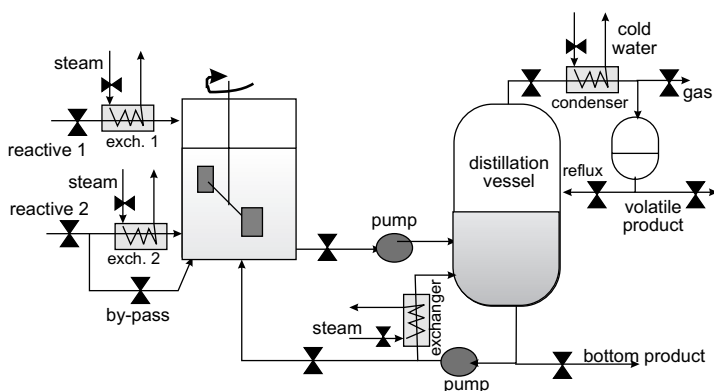 cold
water
steam
condenser
gas
reactive 1
exch. 1
distillation
vessel
steam
reflux
reactive 2
volatile
product
pump
exch. 2
by-pass
exchanger
steam
bottom product
pump